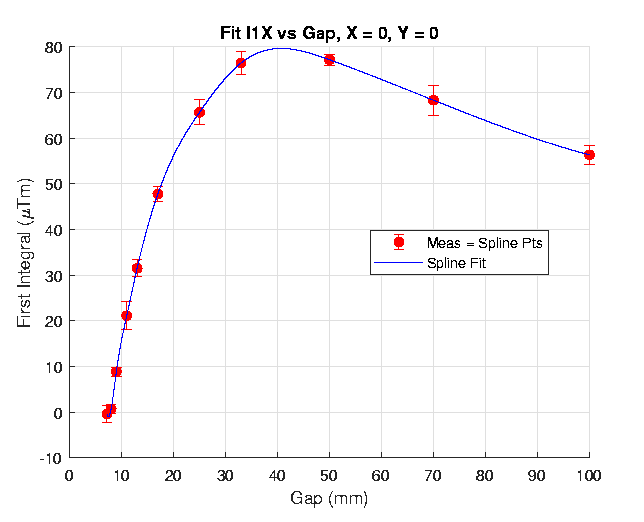 Fit I1X vs Gap, X = 0, Y = 0
80
70
60
50
40
30
20
10
0
-10
First Integral (μTm)
Meas = Spline Pts
Spline Fit
0 10 20 30 40 50 60 70 80 90 100
Gap (mm)